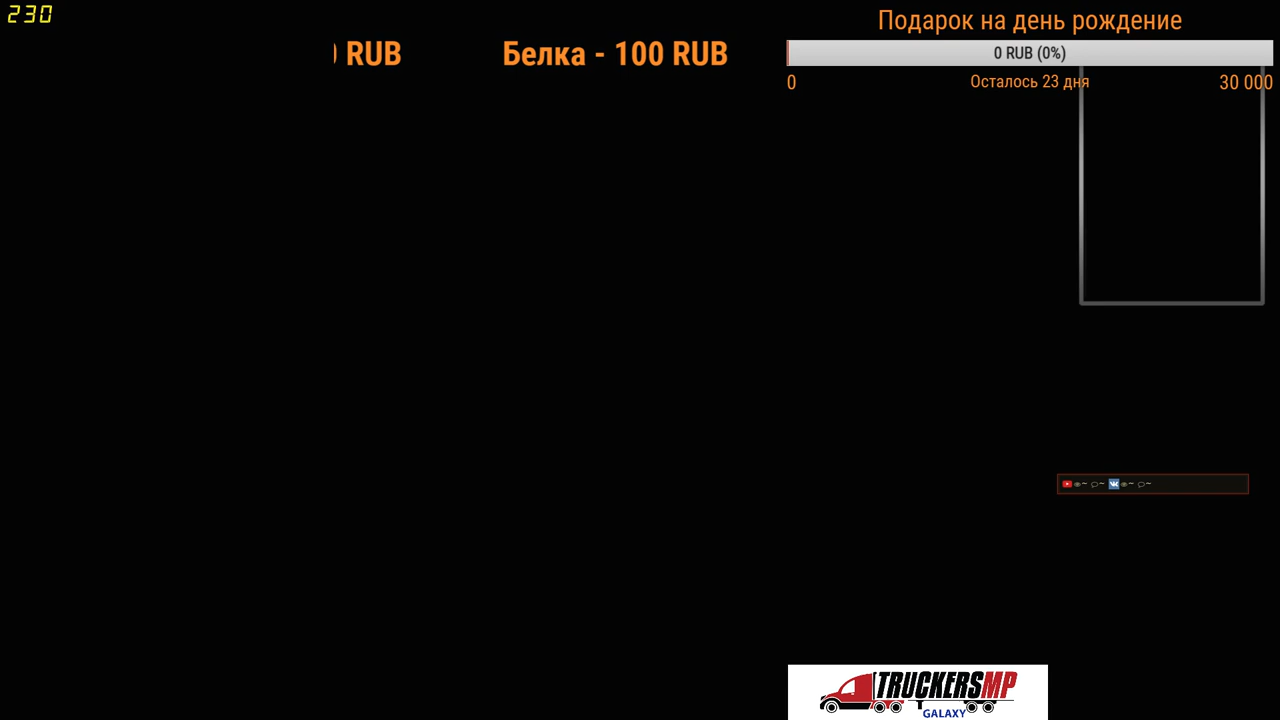 230
Подарок на день рождение
RUB
Белка - 100 RUB
0 RUB (0%)
0
Осталось 23 дня
30 000
TRUCKERSMP
GALAXY